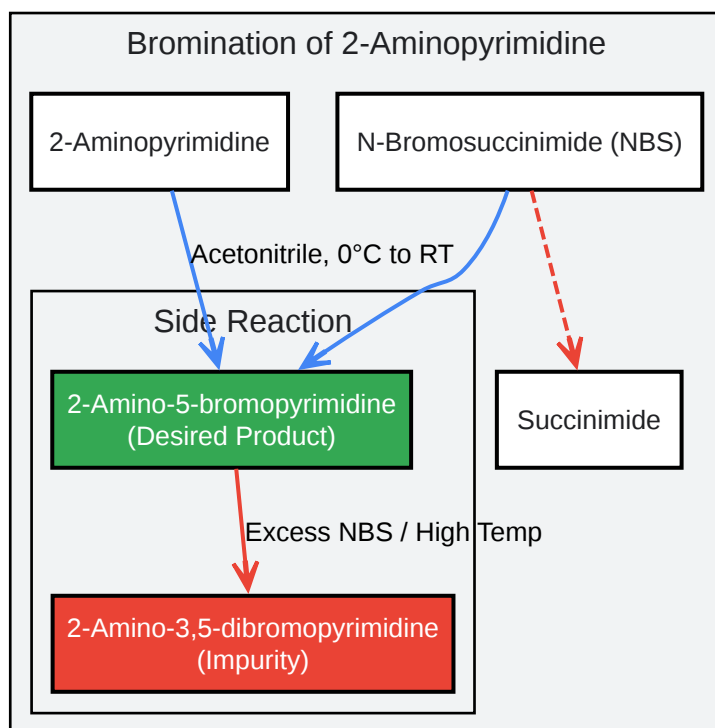 Bromination of 2-Aminopyrimidine
2-Aminopyrimidine
N-Bromosuccinimide (NBS)
Acetonitrile, 0°C to RT
Side Reaction
2-Amino-5-bromopyrimidine
(Desired Product)
Succinimide
Excess NBS / High Temp
2-Amino-3,5-dibromopyrimidine
(Impurity)